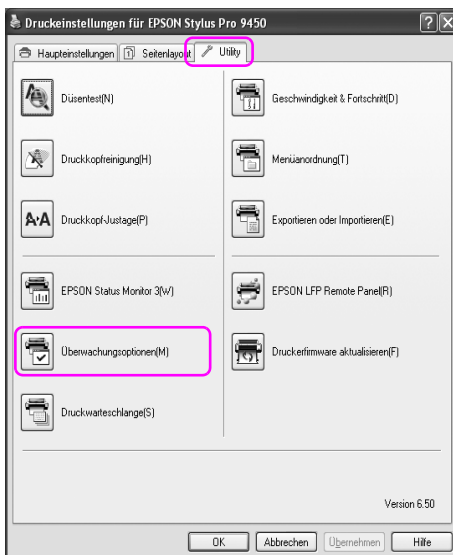 Druckeinstellungen für EPSON Stylus Pro 9450
Haupteinstellungen Seitenlayout Utility
Düsentest(N)
Geschwindigkeit & Fortschritt(D)
Druckkopfreinigung(H)
Menüanordnung(T)
Druckkopf-Justage(P)
Exportieren oder Importieren(E)
EPSON Status Monitor 3(W)
EPSON LFP Remote Panel(R)
Überwachungsoptionen(M)
Druckerfirmware aktualisieren(F)
Druckwarteschlange(S)
Version 6.50
OK Abbrechen Übernehmen Hilfe